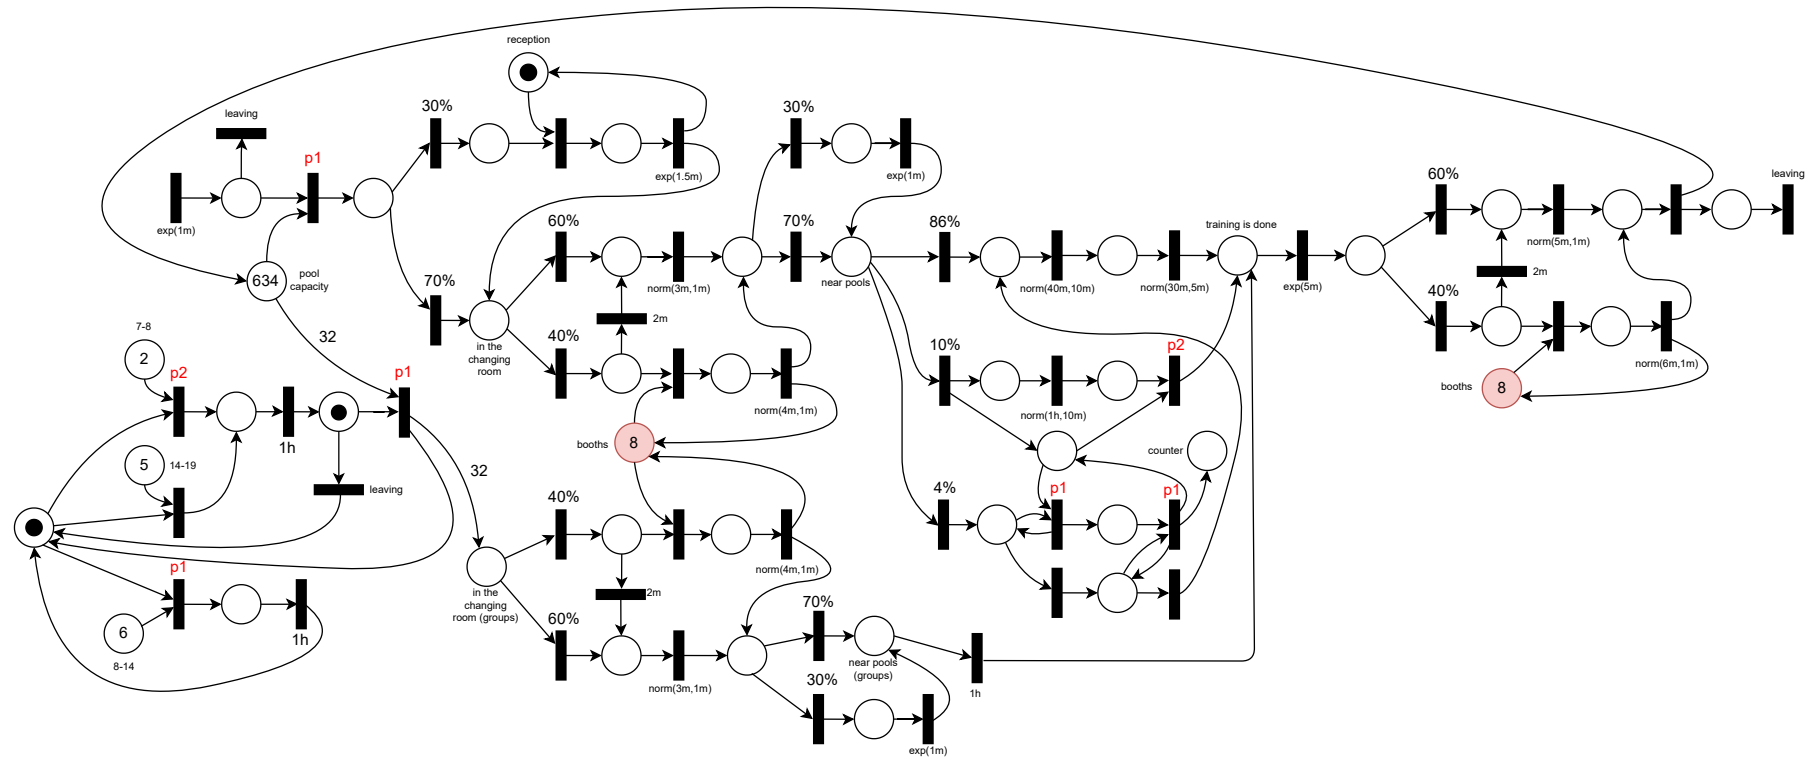 reception
leaving
30%
30%
p1
exp(1.5m)
exp(1m)
60%
leaving
exp(1m)
60%
70%
86%
training is done
norm(5m,1m)
634
pool
capacity
70%
near pools
norm(3m,1m)
norm(40m,10m)
norm(30m,5m)
exp(5m)
2m
40%
2m
32
in the
changing
room
40%
10%
p2
7-8
2
p2
p1
norm(4m,1m)
norm(1h,10m)
norm(6m,1m)
booths
8
1h
booths
8
counter
5
14-19
32
leaving
40%
4%
p1
p1
p1
norm(4m,1m)
in the
changing
room (groups)
2m
6
8-14
1h
60%
70%
near pools
(groups)
1h
norm(3m,1m)
30%
exp(1m)